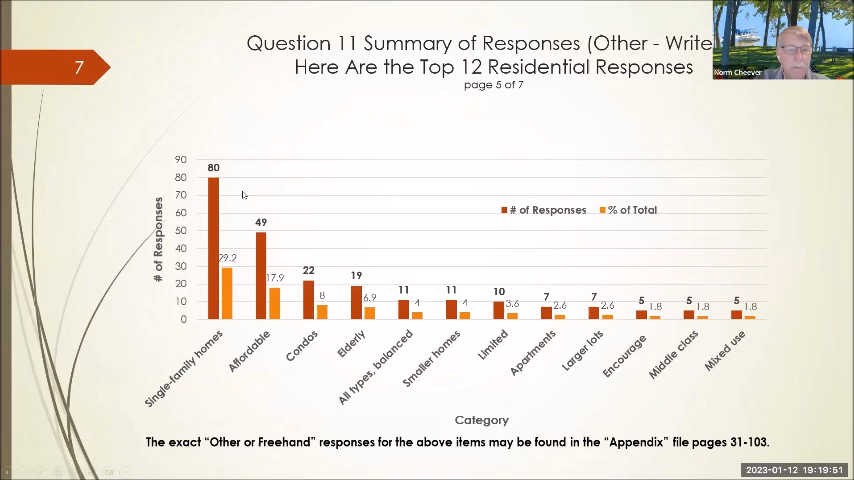 Question 11 Summary of Responses (Other - Write
Here Are the Top 12 Residential Responses
page 5 of 7
7
Norm Cheever
90
80
70
60
50
40
30
20
10
0
# of Responses
# of Responses % of Total
80 29.2
49 17.9
22 8
19 6.9
11 4
11 4
10 3.6
7 2.6
7 2.6
5 1.8
5 1.8
5 1.8
Single-family homes
Affordable
Condos
Elderly
All types, balanced
Smaller homes
Limited
Apartments
Larger lots
Encourage
Middle class
Mixed use
Category
The exact “Other or Freehand” responses for the above items may be found in the “Appendix” file pages 31-103.
2023-01-12 19:19:51